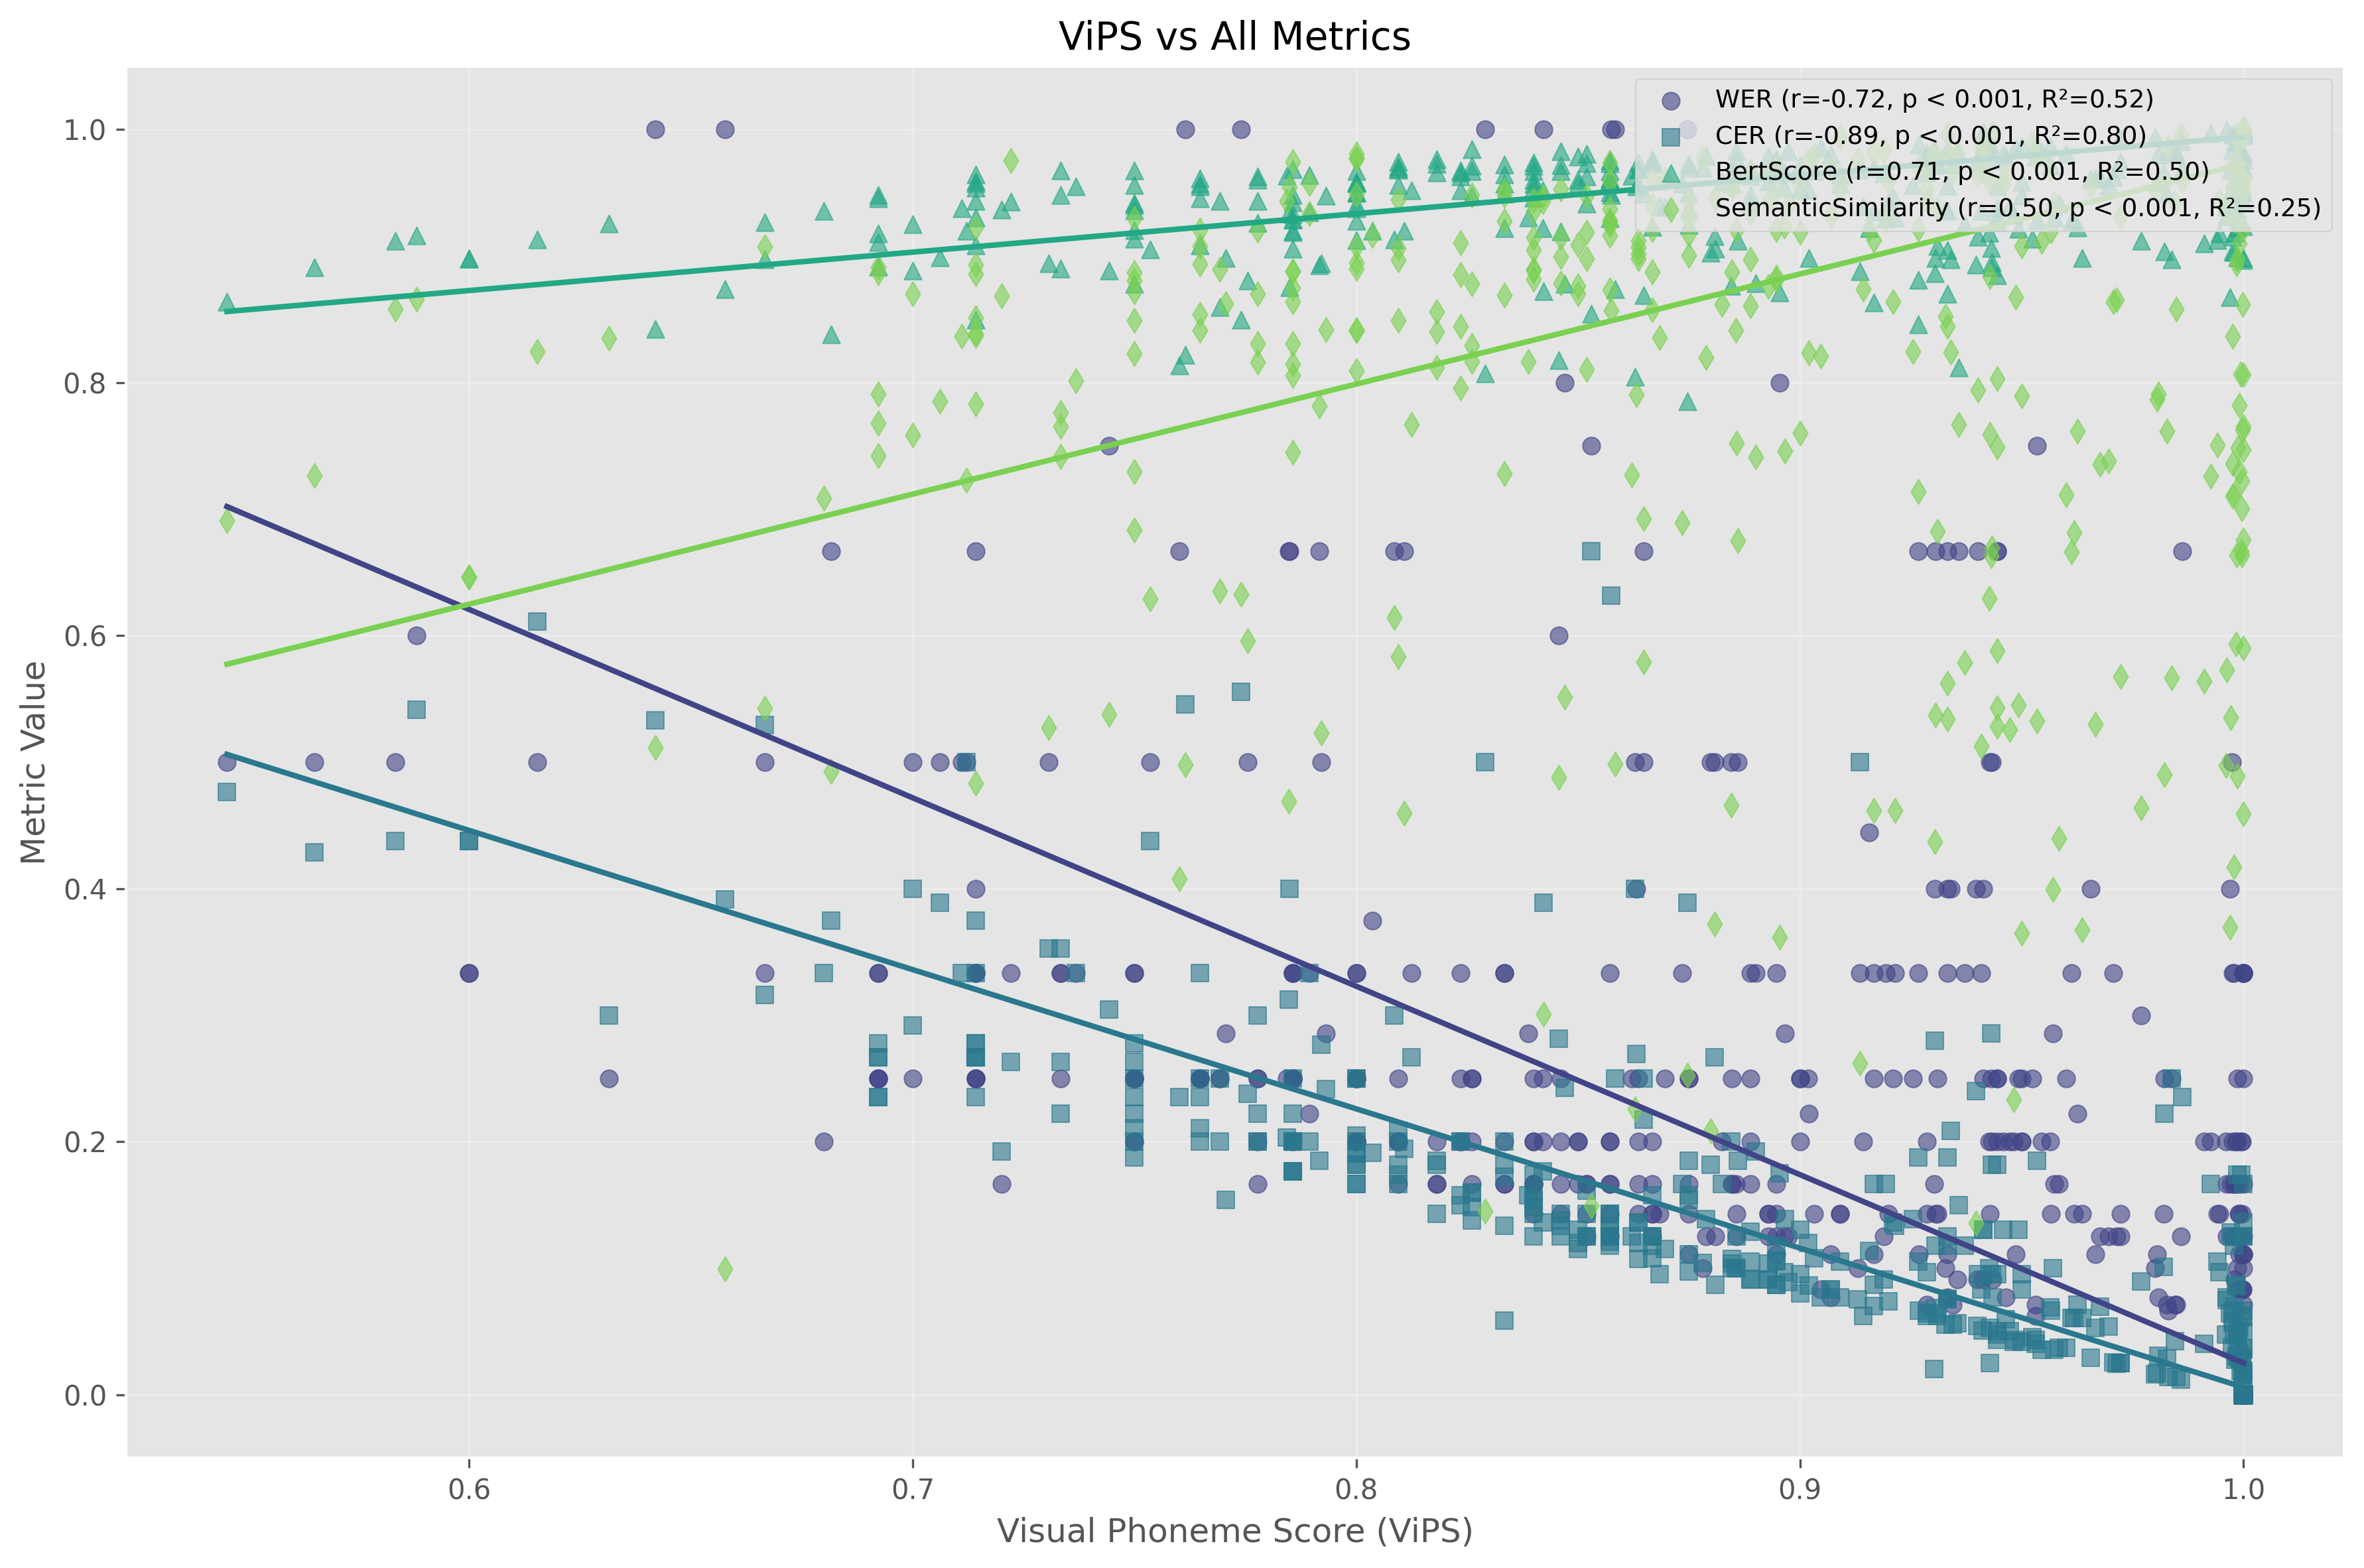 ViPS vs All Metrics
WER (r=-0.72, p < 0.001, R²=0.52)
CER (r=-0.89, p < 0.001, R²=0.80)
BertScore (r=0.71, p < 0.001, R²=0.50)
SemanticSimilarity (r=0.50, p < 0.001, R²=0.25)
Metric Value
1.0
0.8
0.6
0.4
0.2
0.0
0.6 0.7 0.8 0.9 1.0
Visual Phoneme Score (ViPS)